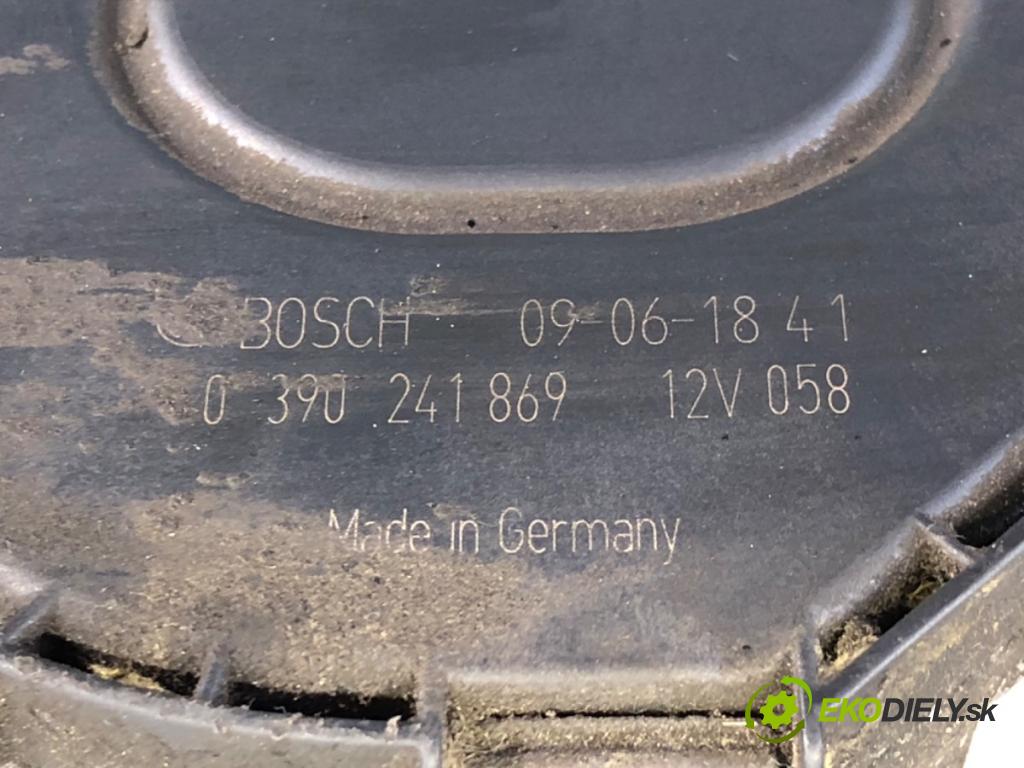 BOSCH 09-06-18 41
0 390 241 869 12V 058
Made in Germany
EKODIELY.sk